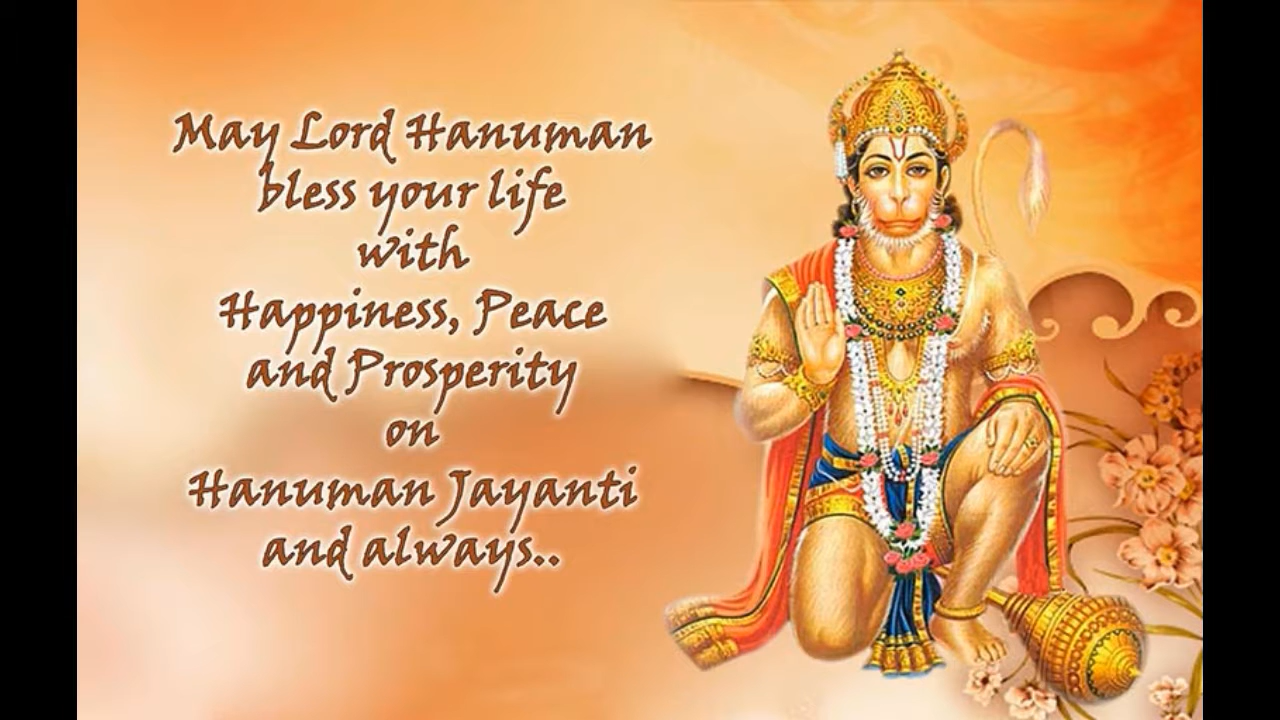 May Lord Hanuman
bless your life
with
Happiness, Peace
and Prosperity
on
Hanuman Jayanti
and always..